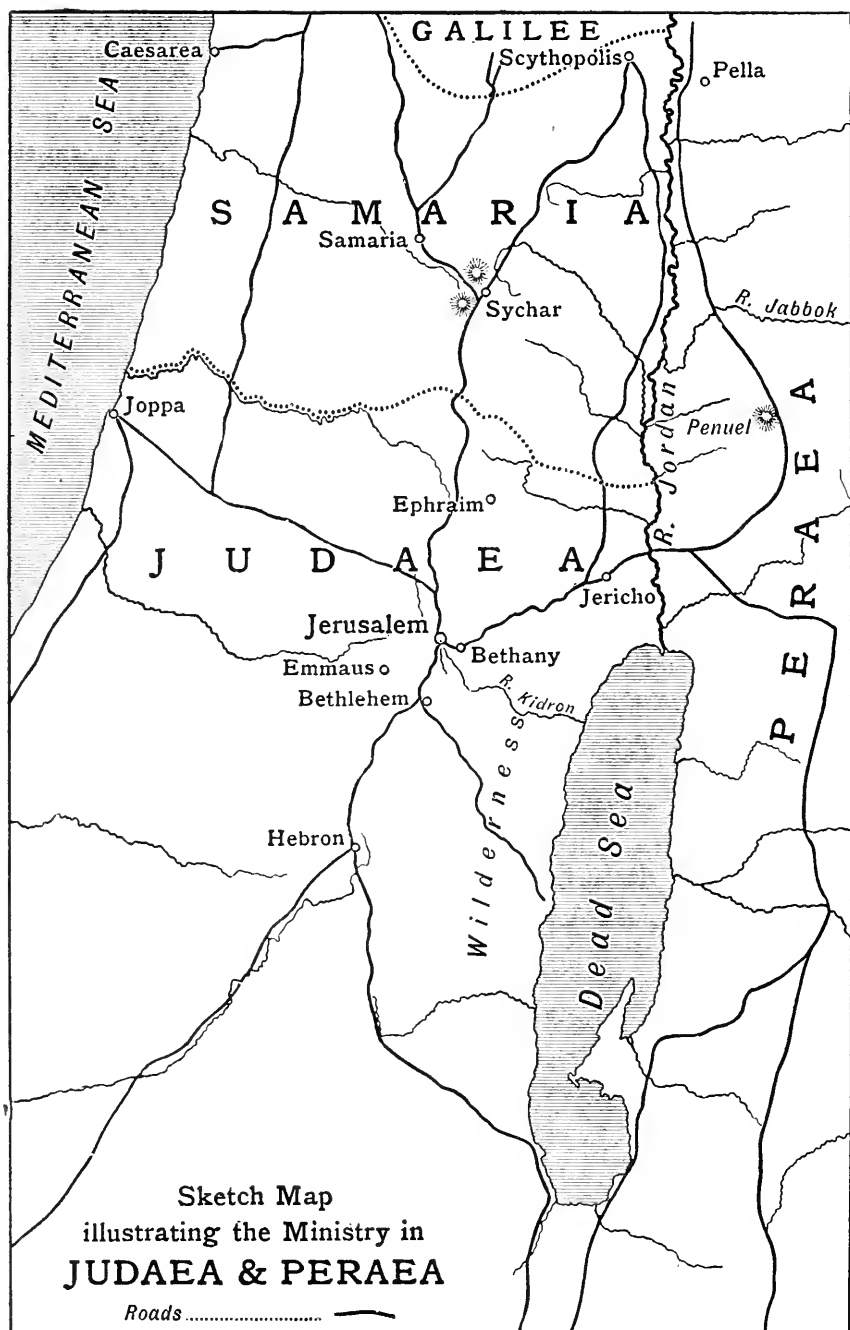 GALILEE
Caesarea
Scythopolis
Pella
MEDITERRANEAN SEA
SAMARIA
Samaria
Sychar
R. Jabbok
Joppa
R. Jordan
Penuel
PERAEA
Ephraim
JUDAEA
Jericho
Jerusalem
Bethany
Emmaus
Bethlehem
R. Kidron
Wilderness
Hebron
Dead Sea
Sketch Map
illustrating the Ministry in
JUDAEA & PERAEA
Roads